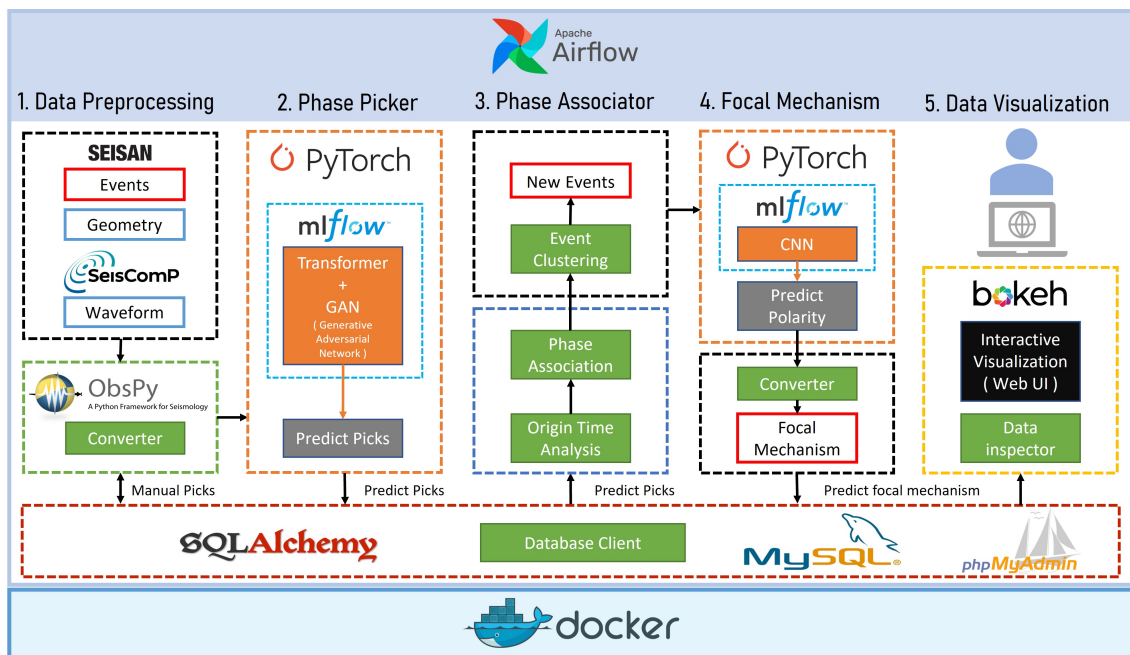 Apache
Airflow
1. Data Preprocessing
2. Phase Picker
3. Phase Associator
4. Focal Mechanism
5. Data Visualization
SEISAN
Events
Geometry
SeisComP
Waveform
ObsPy
A Python Framework for Seismology
Converter
Manual Picks
PyTorch
mlflow™
Transformer
+
GAN
( Generative
Adversarial
Network )
Predict Picks
Predict Picks
New Events
Event
Clustering
Phase
Association
Origin Time
Analysis
Predict Picks
PyTorch
mlflow™
CNN
Predict
Polarity
Converter
Focal
Mechanism
Predict focal mechanism
bokeh
Interactive
Visualization
( Web UI )
Data
inspector
SQLAlchemy
Database Client
MySQL®
phpMyAdmin
docker